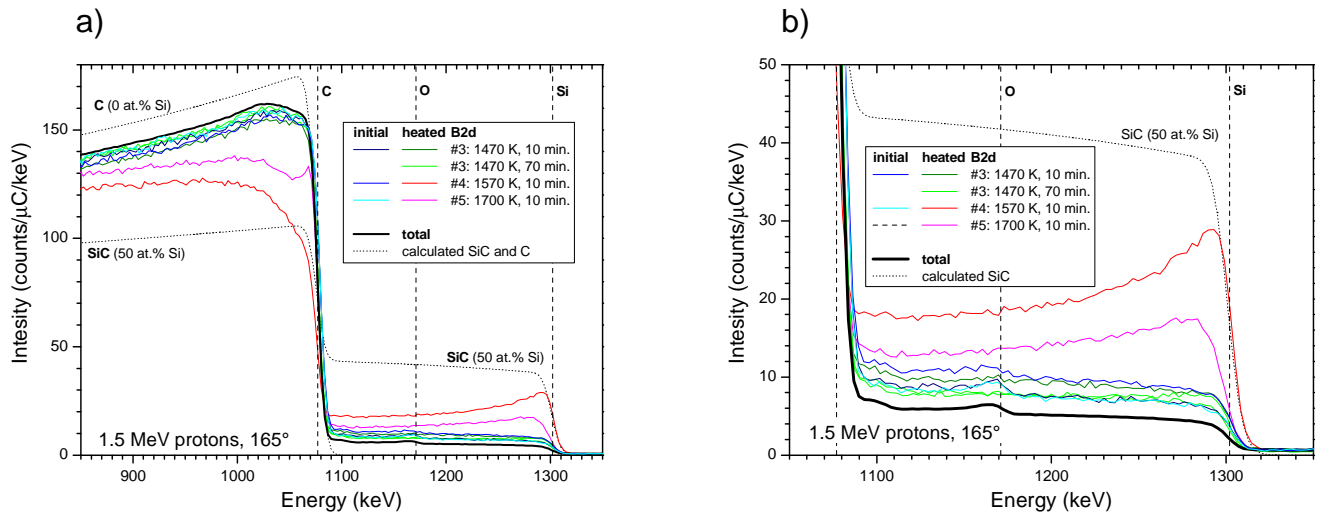 a)
C (0 at.% Si)
C
O
Si
initial heated B2d
#3: 1470 K, 10 min.
#3: 1470 K, 70 min.
#4: 1570 K, 10 min.
#5: 1700 K, 10 min.
total
calculated SiC and C
SiC (50 at.% Si)
SiC (50 at.% Si)
1.5 MeV protons, 165°
150
100
50
0
900 1000 1100 1200 1300
Energy (keV)
Intesity (counts/μC/keV)
b)
O
Si
SiC (50 at.% Si)
initial heated B2d
#3: 1470 K, 10 min.
#3: 1470 K, 70 min.
#4: 1570 K, 10 min.
#5: 1700 K, 10 min.
total
calculated SiC
C
1.5 MeV protons, 165°
50
40
30
20
10
0
1100 1200 1300
Energy (keV)
Intesity (counts/μC/keV)